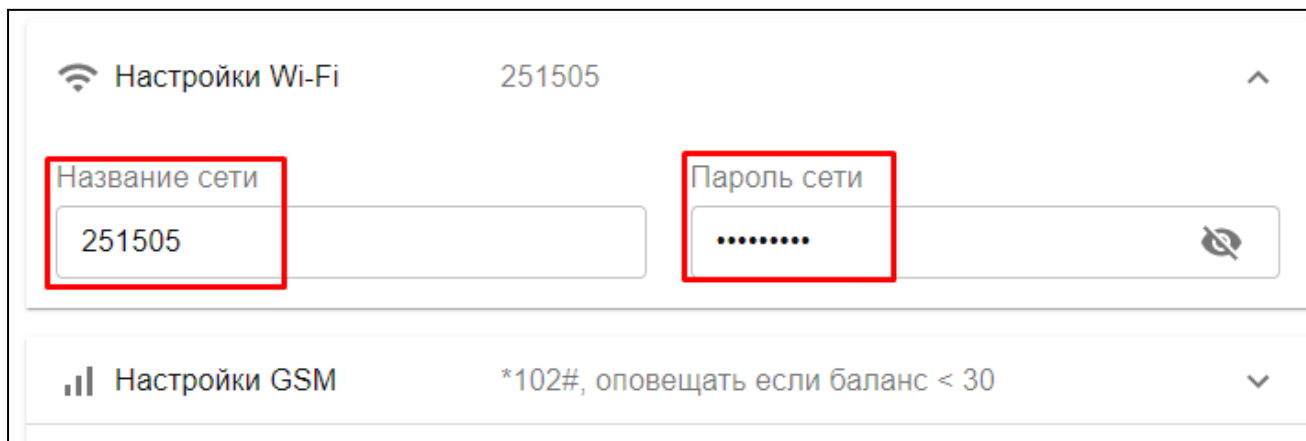 Настройки Wi-Fi 251505
Название сети Пароль сети
251505 •••••••••
Настройки GSM *102#, оповещать если баланс < 30